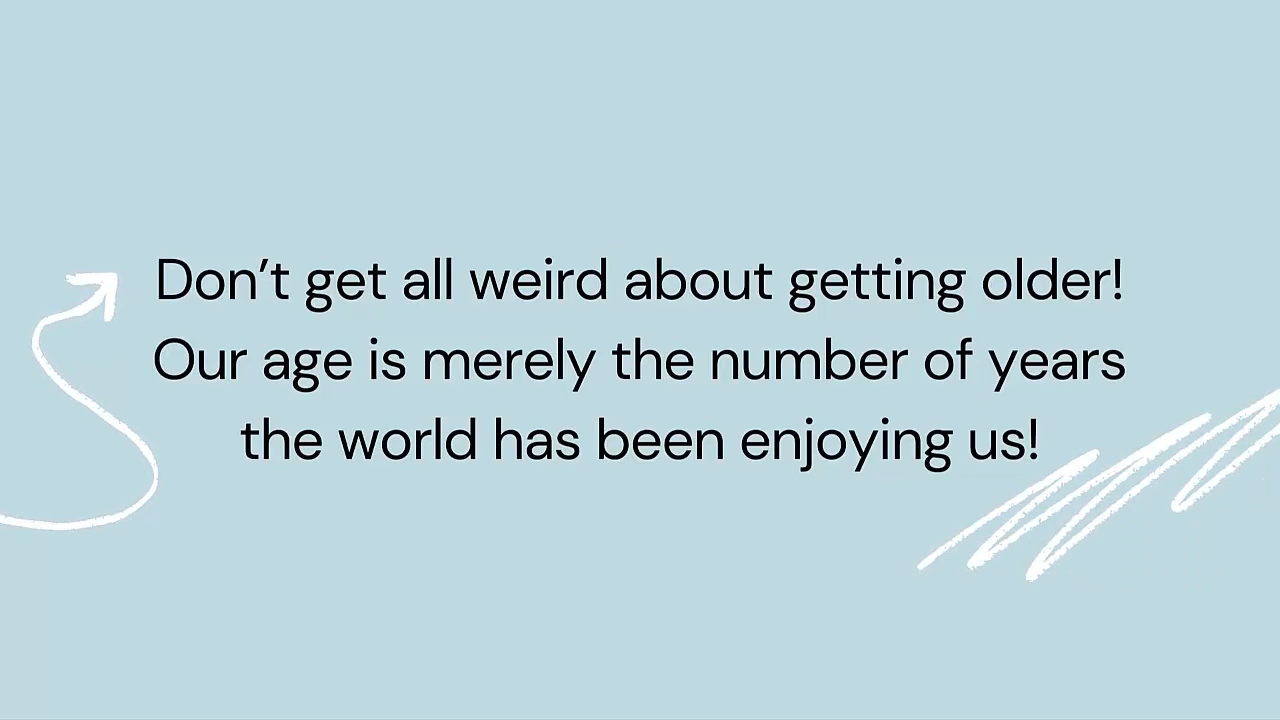 Don’t get all weird about getting older!
Our age is merely the number of years
the world has been enjoying us!